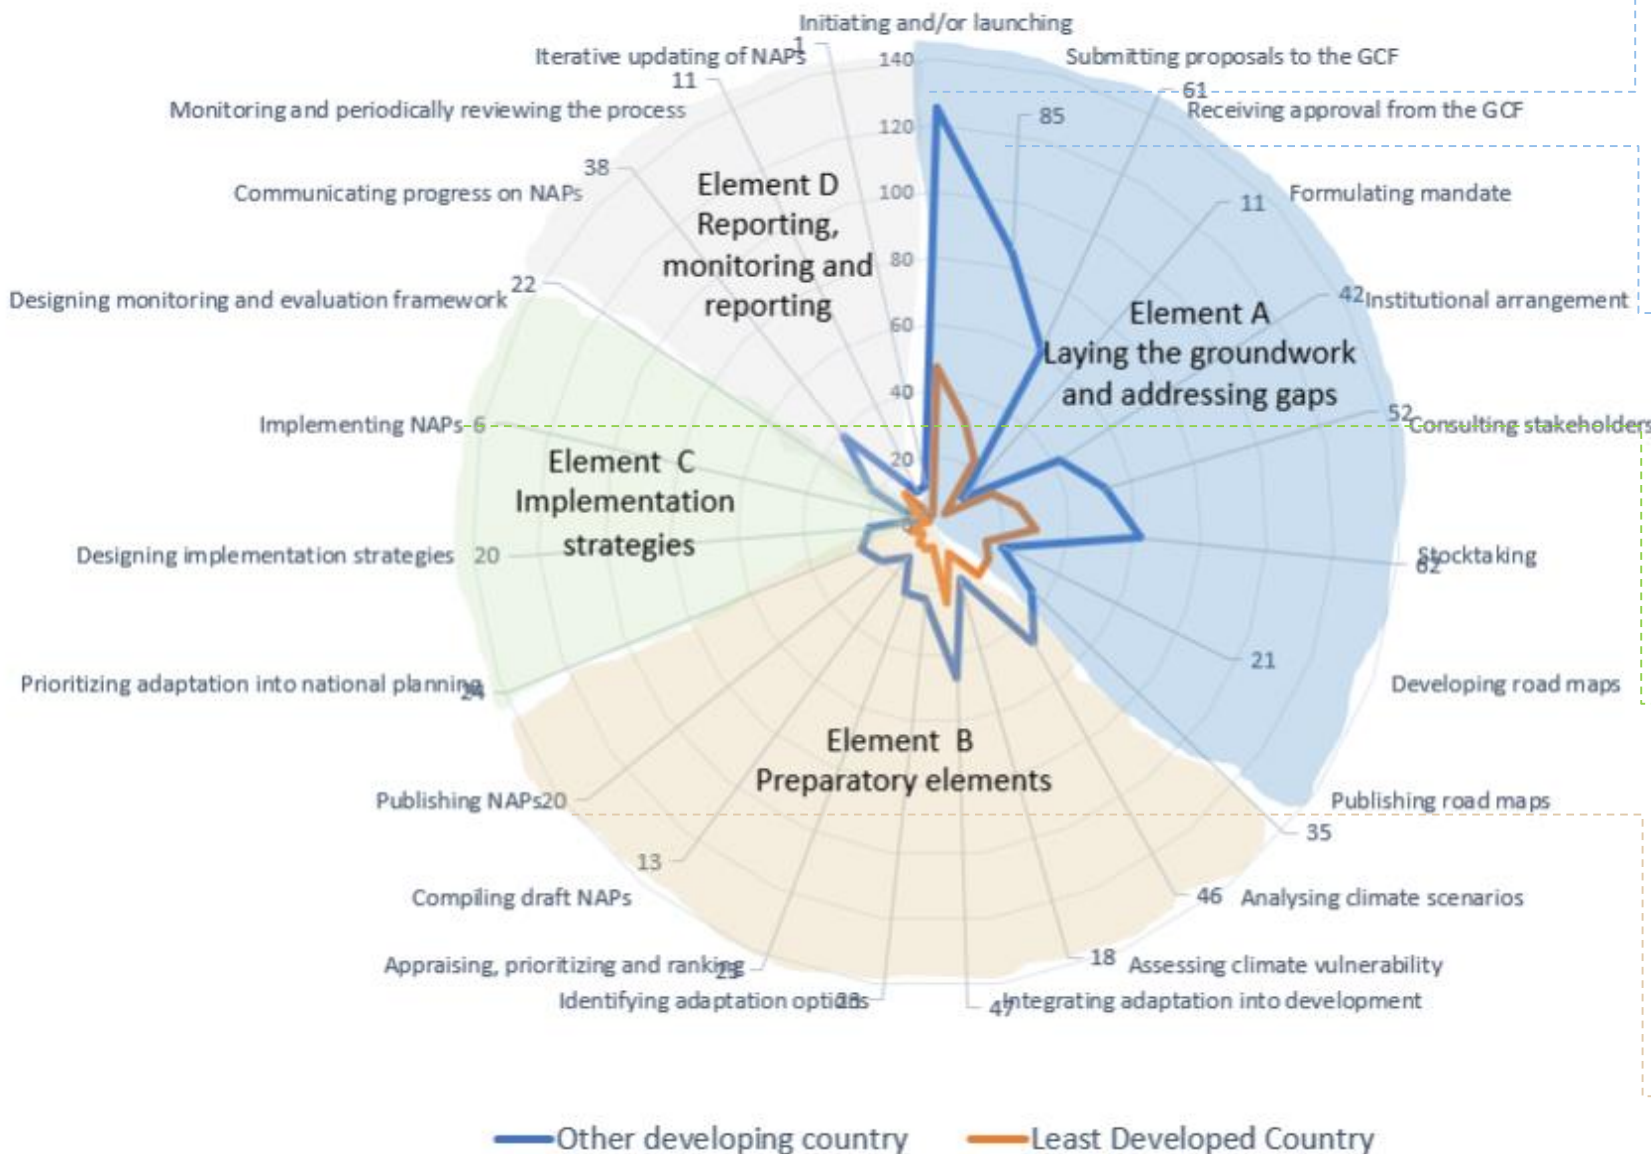 Initiating and/or launching
Iterative updating of NAPs
1
Submitting proposals to the GCF
140
11
61
Monitoring and periodically reviewing the process
Receiving approval from the GCF
85
120
38
Communicating progress on NAPs
100
11
Formulating mandate
Element D
Reporting,
monitoring and
reporting
80
22
Designing monitoring and evaluation framework
42
Institutional arrangement
Element A
Laying the groundwork
and addressing gaps
60
40
52
Consulting stakeholders
Implementing NAPs
6
20
Element C
Implementation
strategies
Designing implementation strategies
20
Stocktaking
62
21
Prioritizing adaptation into national planning
24
Developing road maps
Element B
Preparatory elements
Publishing NAPs
20
Publishing road maps
35
13
Compiling draft NAPs
46
Analysing climate scenarios
18
Assessing climate vulnerability
Appraising, prioritizing and ranking
Identifying adaptation options
23
47
Integrating adaptation into development
Other developing country
Least Developed Country